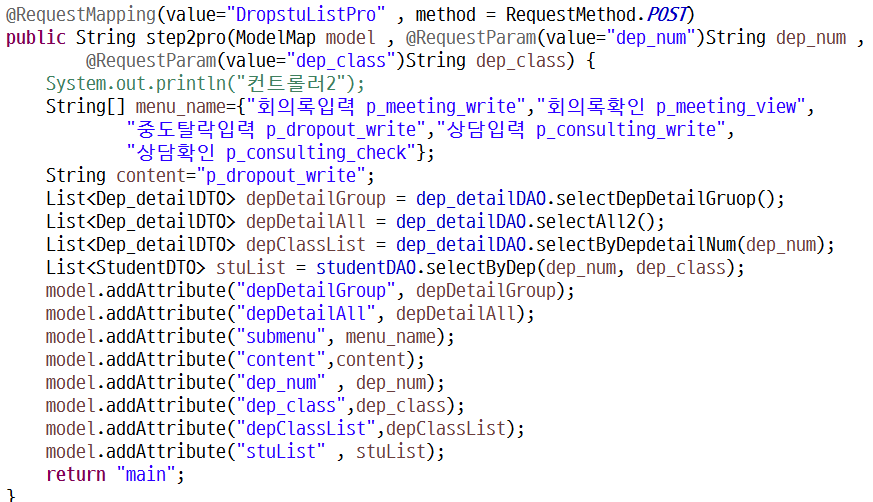 @RequestMapping(value="DropstuListPro" , method = RequestMethod.POST)
public String step2pro(ModelMap model , @RequestParam(value="dep_num")String dep_num ,
@RequestParam(value="dep_class")String dep_class) {
System.out.println("컨트롤러2");
String[] menu_name={"회의록입력 p_meeting_write","회의록확인 p_meeting_view",
"중도탈락입력 p_dropout_write","상담입력 p_consulting_write",
"상담확인 p_consulting_check"};
String content="p_dropout_write";
List<Dep_detailDTO> depDetailGroup = dep_detailDAO.selectDepDetailGruop();
List<Dep_detailDTO> depDetailAll = dep_detailDAO.selectAll2();
List<Dep_detailDTO> depClassList = dep_detailDAO.selectByDepdetailNum(dep_num);
List<StudentDTO> stuList = studentDAO.selectByDep(dep_num, dep_class);
model.addAttribute("depDetailGroup", depDetailGroup);
model.addAttribute("depDetailAll", depDetailAll);
model.addAttribute("submenu", menu_name);
model.addAttribute("content",content);
model.addAttribute("dep_num" , dep_num);
model.addAttribute("dep_class",dep_class);
model.addAttribute("depClassList",depClassList);
model.addAttribute("stuList" , stuList);
return "main";
}